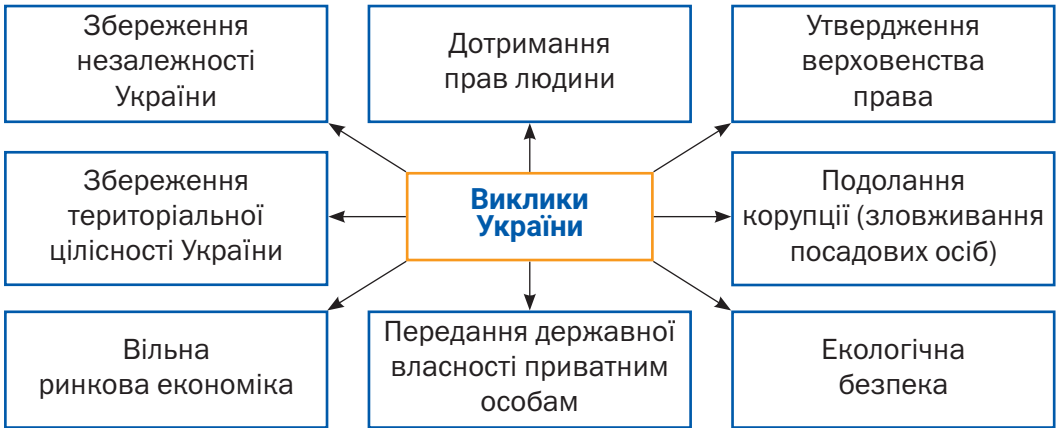 Збереження
незалежності
України
Дотримання
прав людини
Утвердження
верховенства
права
Збереження
територіальної
цілісності України
Виклики
України
Подолання
корупції (зловживання
посадових осіб)
Вільна
ринкова економіка
Передання державної
власності приватним
особам
Екологічна
безпека